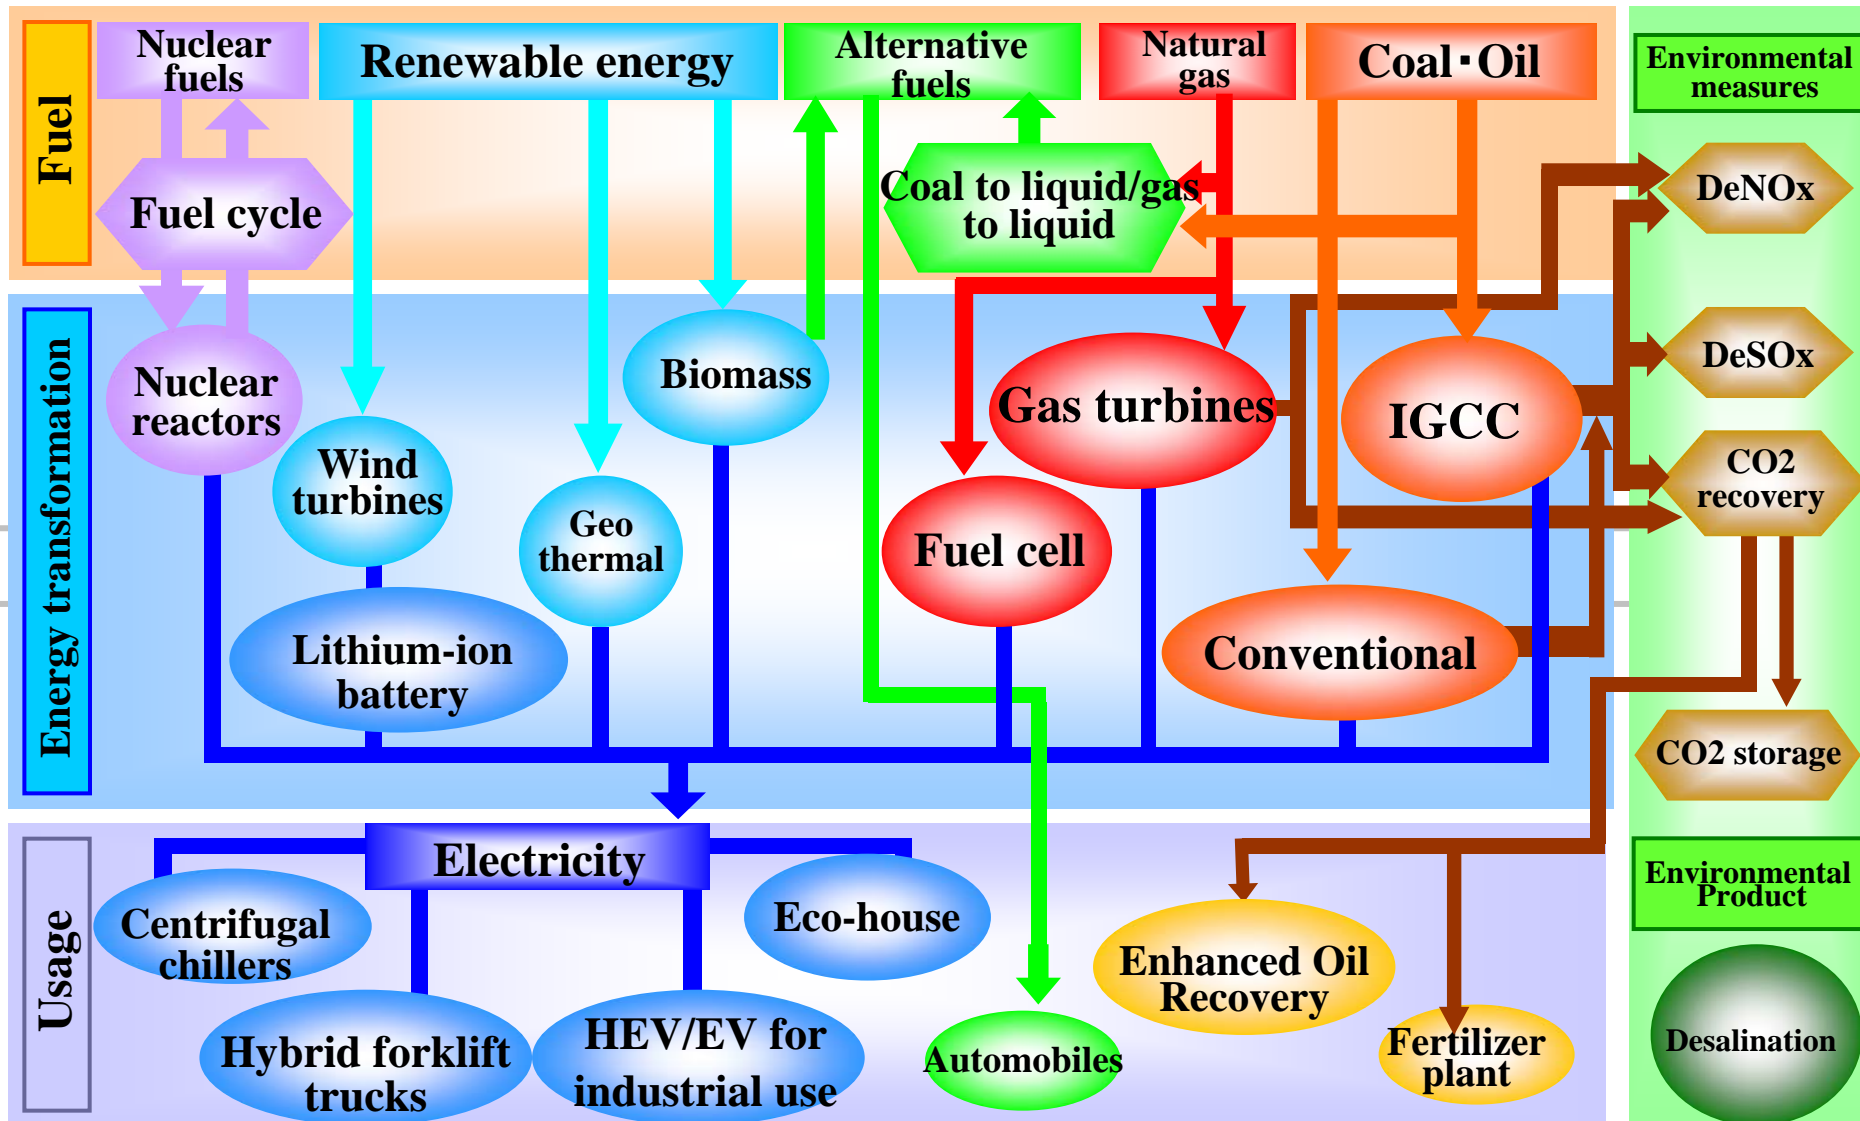 Fuel
Nuclear
fuels
Renewable energy
Alternative
fuels
Natural
gas
Coal・Oil
Environmental
measures
Fuel cycle
Coal to liquid/gas
to liquid
DeNOx
Energy transformation
Nuclear
reactors
Wind
turbines
Geo
thermal
Biomass
Gas turbines
IGCC
DeSOx
CO2
recovery
Fuel cell
Lithium-ion
battery
Conventional
CO2 storage
Usage
Electricity
Centrifugal
chillers
Eco-house
Hybrid forklift
trucks
HEV/EV for
industrial use
Automobiles
Enhanced Oil
Recovery
Fertilizer
plant
Environmental
Product
Desalination